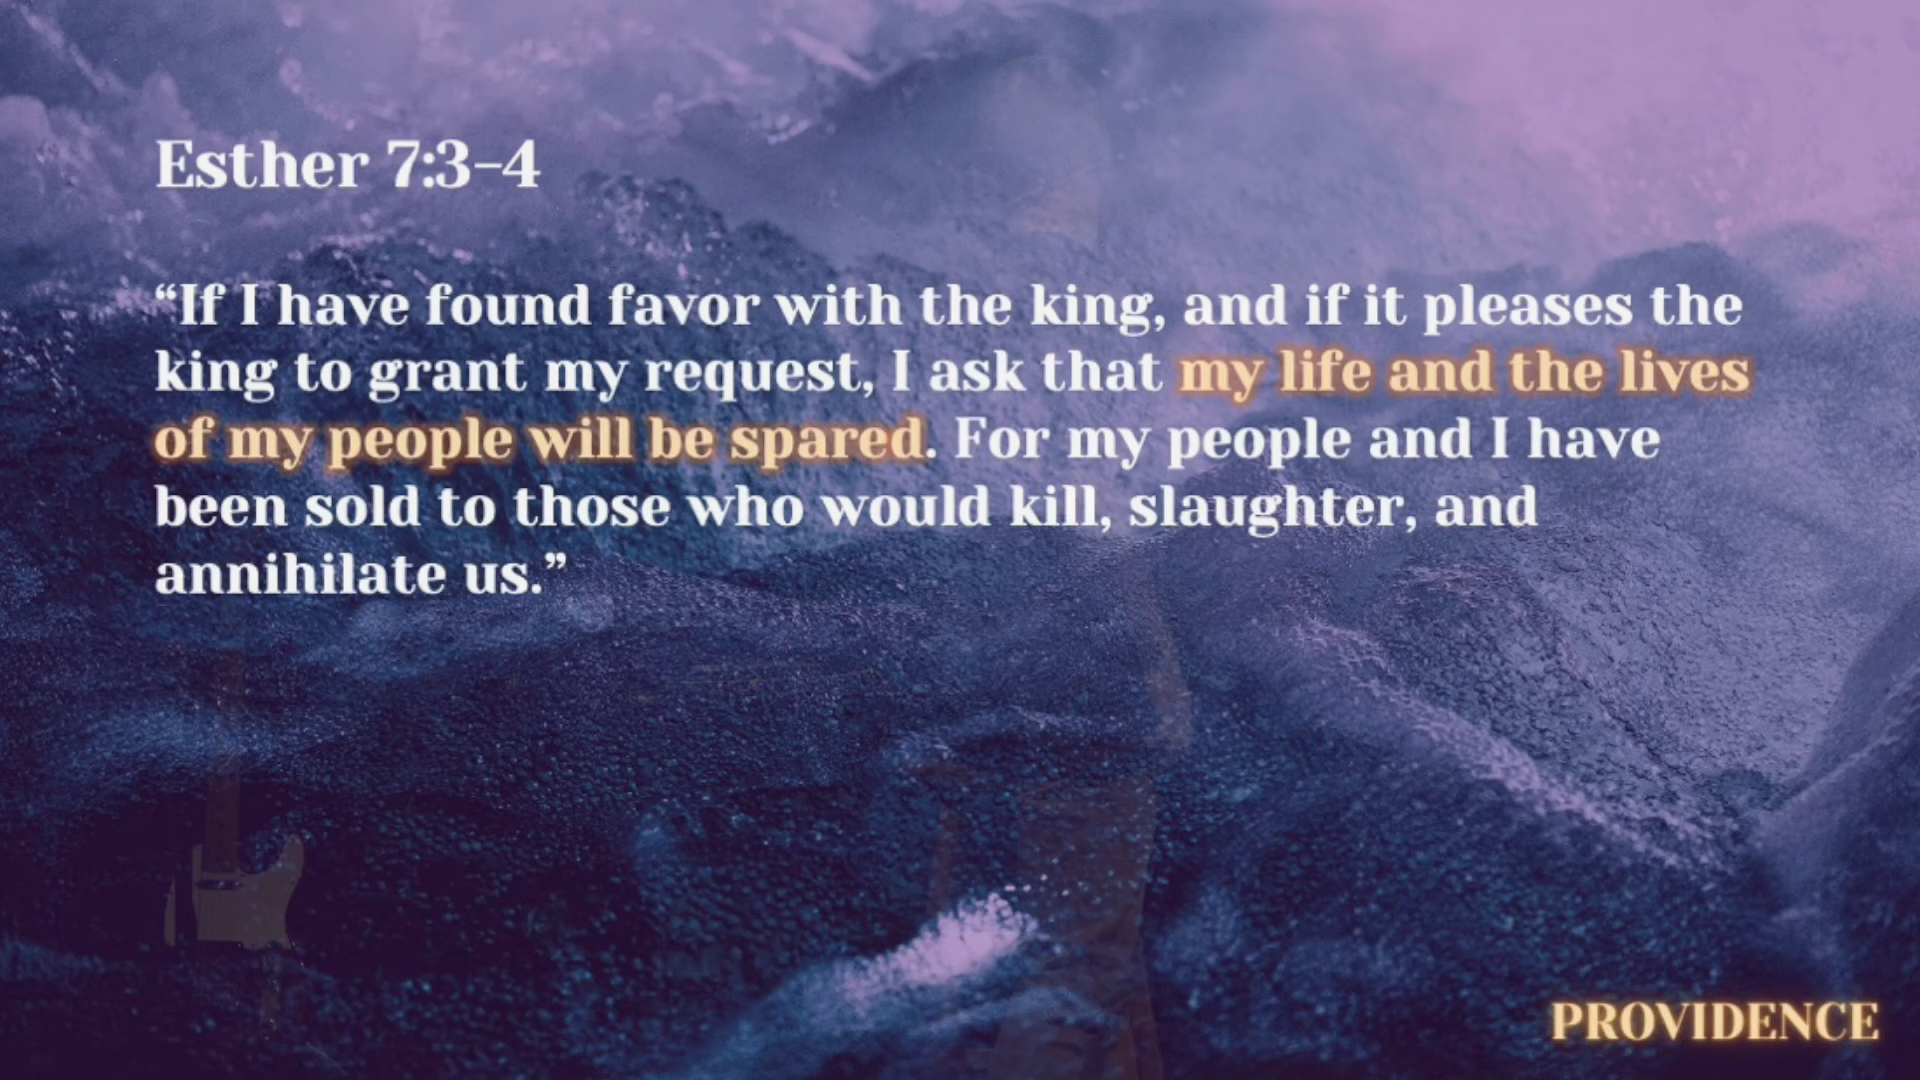 Esther 7:3-4
“If I have found favor with the king, and if it pleases the
king to grant my request, I ask that my life and the lives
of my people will be spared. For my people and I have
been sold to those who would kill, slaughter, and
annihilate us.”
PROVIDENCE